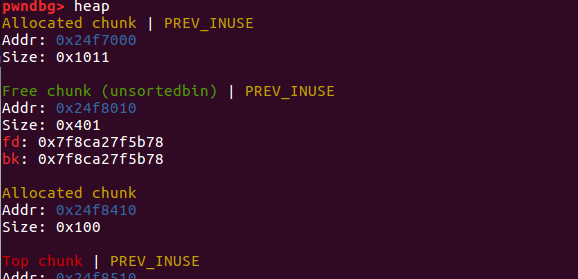 pwndbg> heap
Allocated chunk | PREV_INUSE
Addr: 0x24f7000
Size: 0x1011
Free chunk (unsortedbin) | PREV_INUSE
Addr: 0x24f8010
Size: 0x401
fd: 0x7f8ca27f5b78
bk: 0x7f8ca27f5b78
Allocated chunk
Addr: 0x24f8410
Size: 0x100
Top chunk | PREV_INUSE
Addr: 0x24f8510